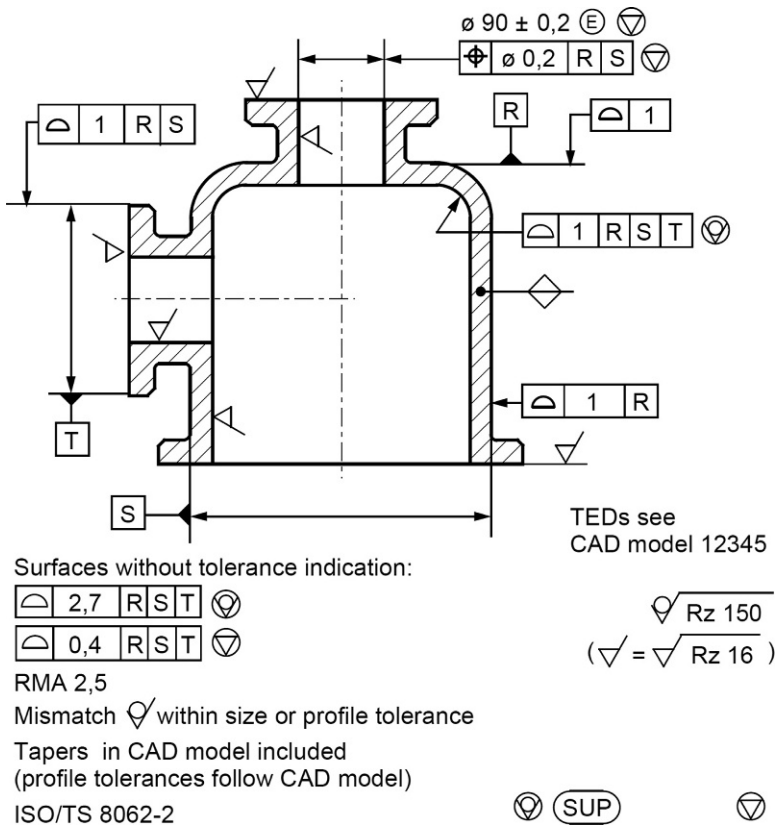 ø 90 ± 0,2 Ⓔ
ø 0,2 R S
1 R S
R
1
1 R S T
1 R
T
S
TEDs see
CAD model 12345
Surfaces without tolerance indication:
2,7 R S T
0,4 R S T
Rz 150
( = Rz 16 )
RMA 2,5
Mismatch within size or profile tolerance
Tapers in CAD model included
(profile tolerances follow CAD model)
ISO/TS 8062-2
SUP